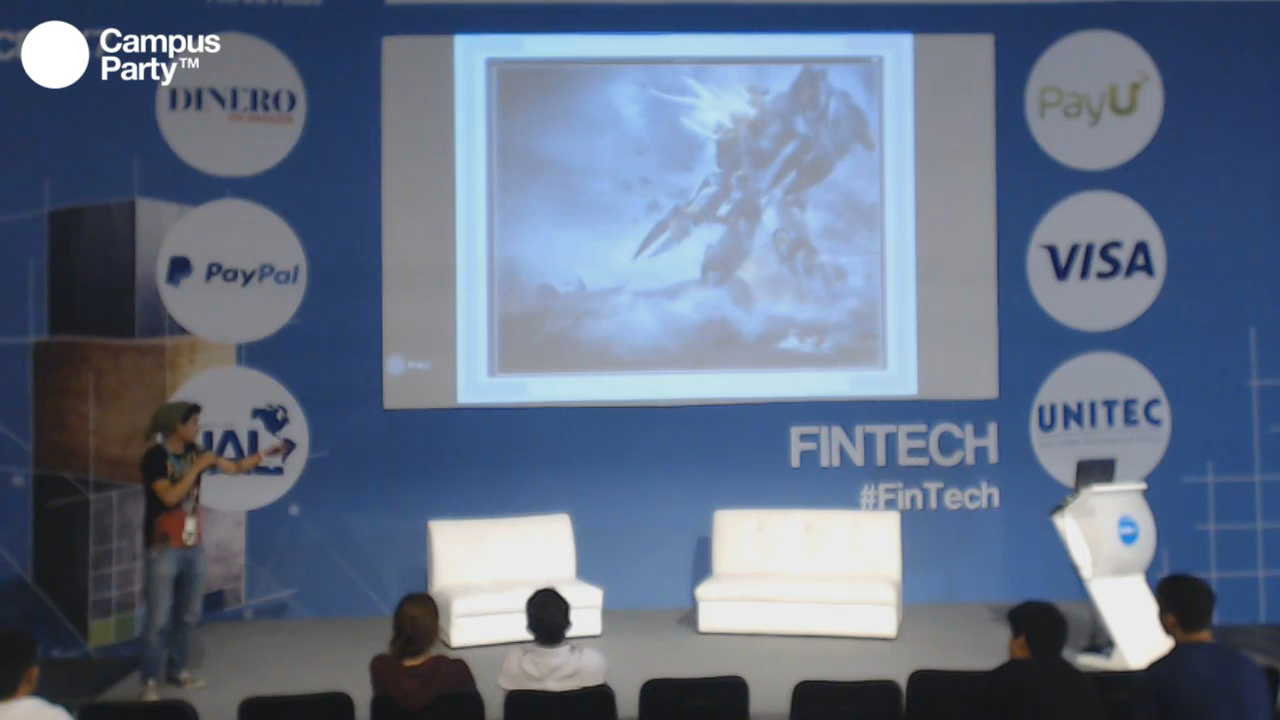 Campus
Party™
DINERO
PayPal
PayU
VISA
UNITEC
FINTECH
#FinTech